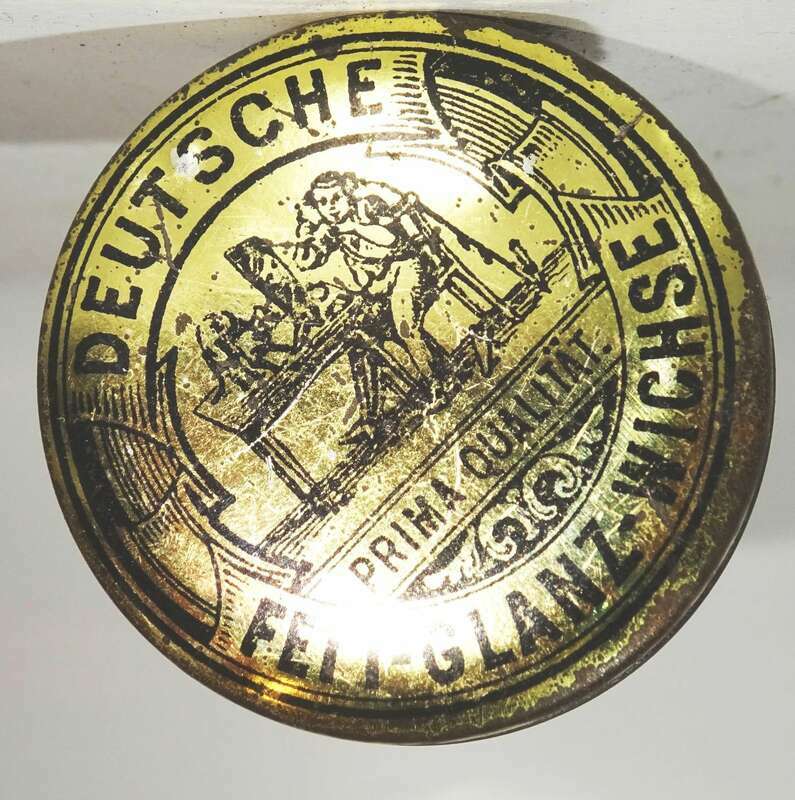 DEUTSCHE
FETT-GLANZ-WICHSE
PRIMA QUALITÄT.